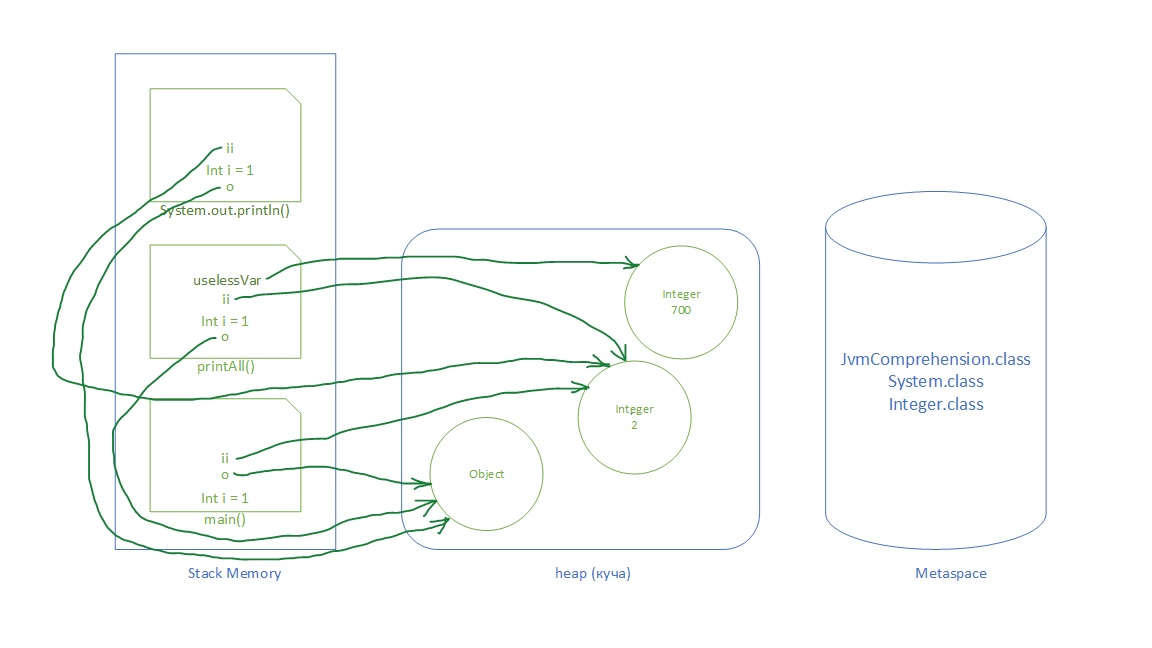 ii
Int i = 1
o
System.out.println()
uselessVar
ii
Int i = 1
o
printAll()
ii
o
Int i = 1
main()
Stack Memory
Integer
700
Integer
2
Object
heap (куча)
JvmComprehension.class
System.class
Integer.class
Metaspace